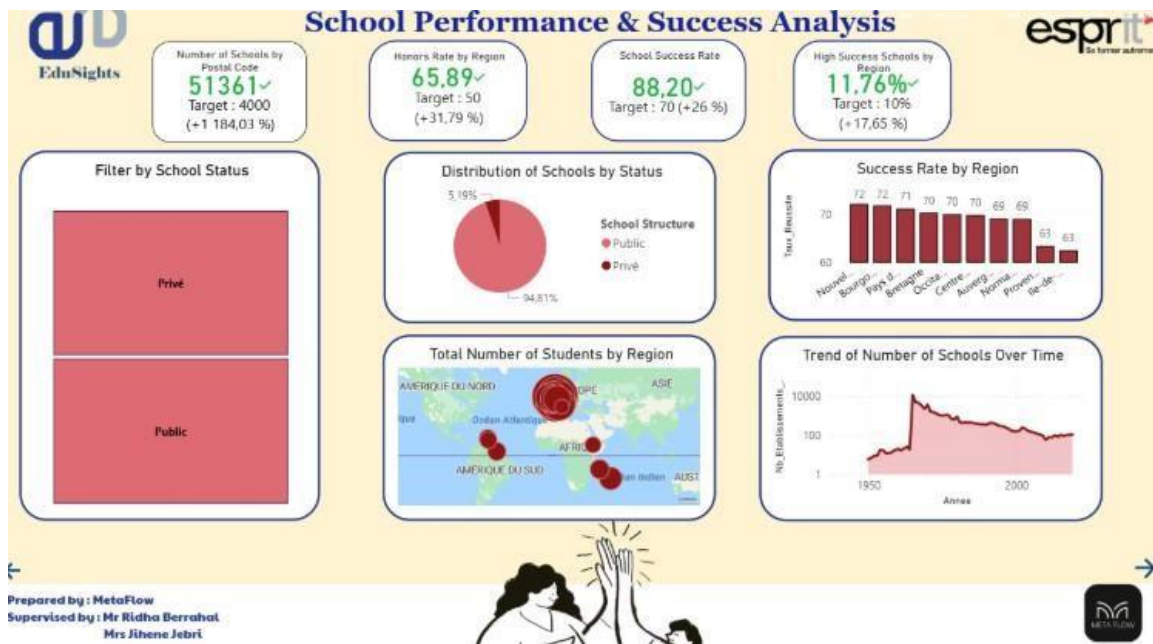 School Performance & Success Analysis
EduSights
esprit
Se former autrement
Number of Schools by
Postal Code
51361
Target : 4000
(+1 184,03 %)
Honors Rate by Region
65,89
Target : 50
(+31,79 %)
School Success Rate
88,20
Target : 70 (+26 %)
High Success Schools by
Region
11,76%
Target : 10%
(+17,65 %)
Filter by School Status
Privé
Public
Distribution of Schools by Status
5,19%
94,81%
School Structure
Public
Privé
Success Rate by Region
Taux_Reussite
70
60
72 72 71 70 70 70 69 69 63 63
Nouvel... Bourgo... Pays d... Bretagne Occita... Centre... Auverg... Norma... Proven... Ile-de-...
Total Number of Students by Region
AMÉRIQUE DU NORD
OPE
ASIE
ique
Océan Atlantique
AFRIQ
AMÉRIQUE DU SUD
an Indien
AUST
Trend of Number of Schools Over Time
Nb_Etablissements_
10000
100
1
1950 2000
Annee
Prepared by : MetaFlow
Supervised by : Mr Ridha Berrahal
Mrs Jihene Jebri
META FLOW